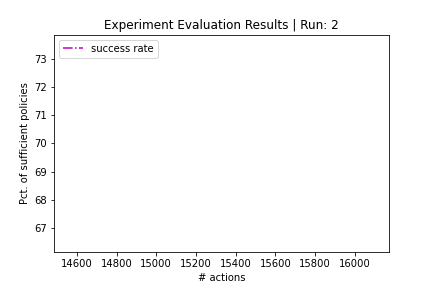 Experiment Evaluation Results | Run: 2
success rate
Pct. of sufficient policies
73
72
71
70
69
68
67
14600 14800 15000 15200 15400 15600 15800 16000
# actions